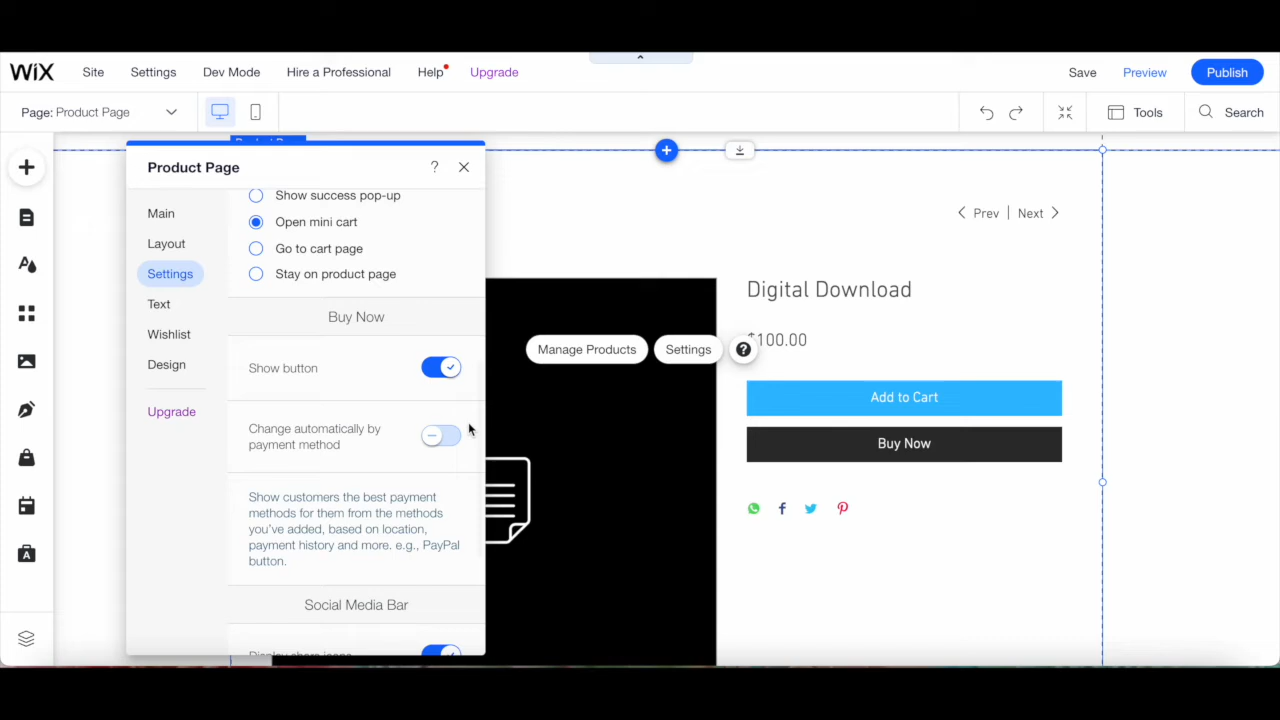 WIX Site Settings Dev Mode Hire a Professional Help Upgrade Save Preview Publish
Page: Product Page Tools Search
Product Page ?
Main
Layout
Settings
Text
Wishlist
Design
Upgrade
Show success pop-up
Open mini cart
Go to cart page
Stay on product page
Buy Now
Show button
Change automatically by
payment method
Show customers the best payment
methods for them from the methods
you've added, based on location,
payment history and more. e.g., PayPal
button.
Social Media Bar
Display share icons
Prev | Next
Manage Products Settings ?
Digital Download
$100.00
Add to Cart
Buy Now